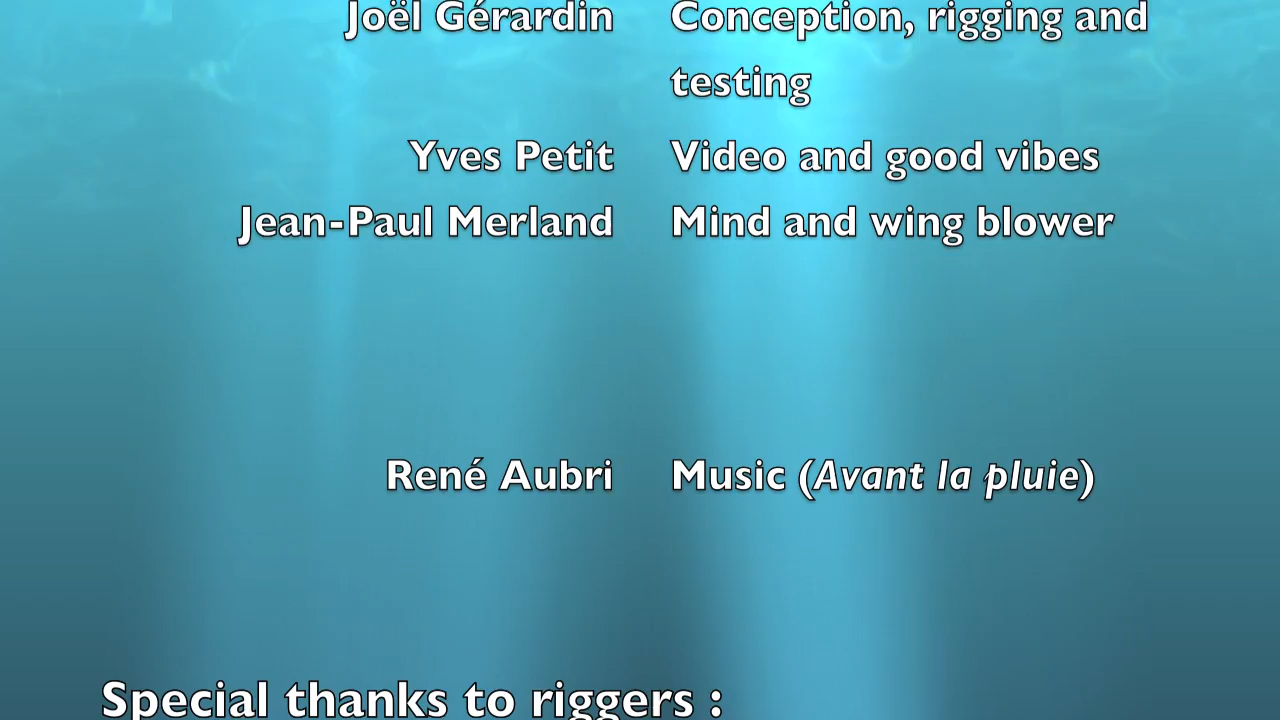 Joël Gérardin Conception, rigging and
testing
Yves Petit Video and good vibes
Jean-Paul Merland Mind and wing blower
René Aubri Music (Avant la pluie)
Special thanks to riggers :